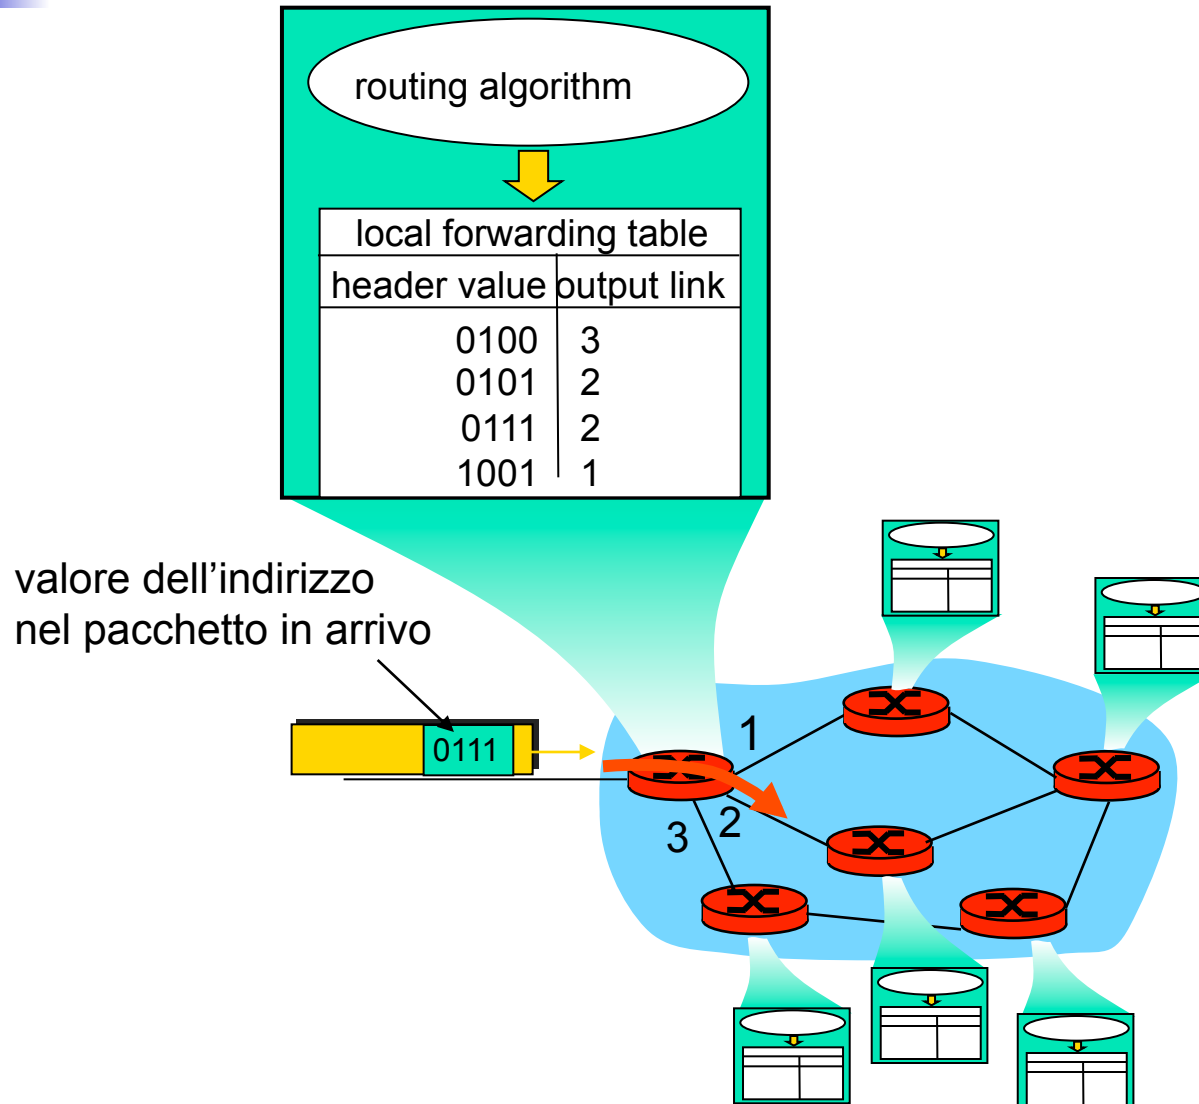 routing algorithm
local forwarding table
header value output link
0100 3
0101 2
0111 2
1001 1
valore dell’indirizzo
nel pacchetto in arrivo
0111
1
2
3